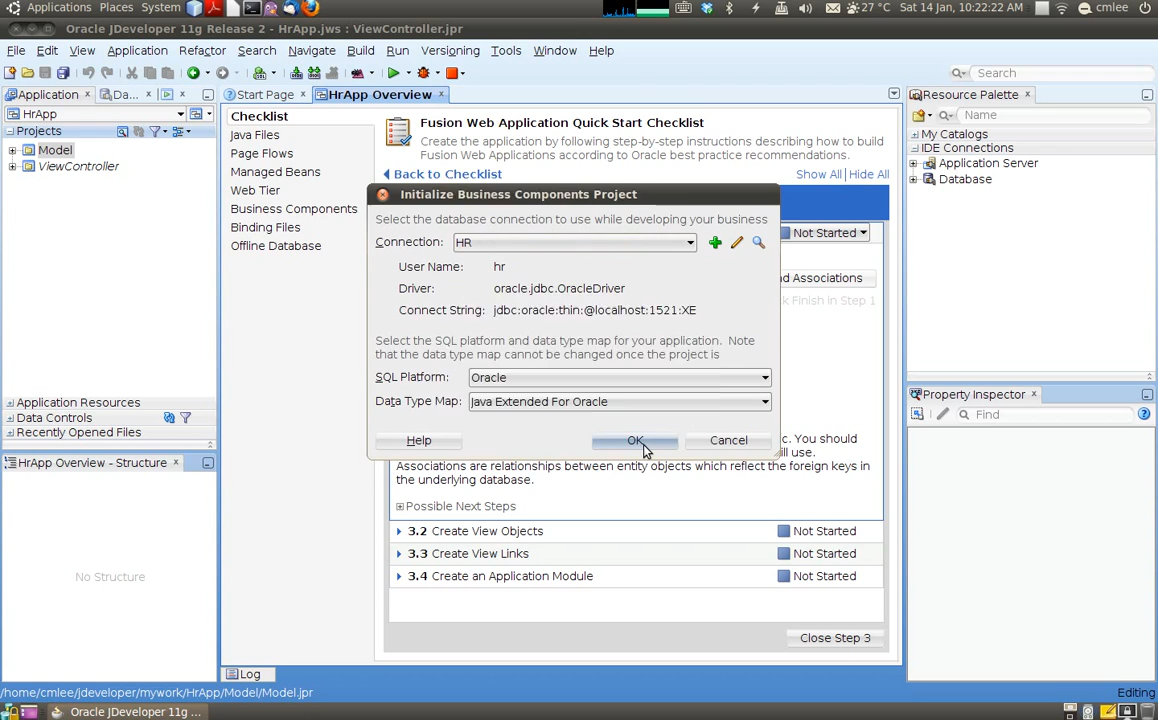 Applications Places System
27 °C Sat 14 Jan, 10:22:22 cmlee
Oracle JDeveloper 11g Release 2 - HrApp.jws : ViewController.jpr
File Edit View Application Refactor Search Navigate Build Run Versioning Tools Window Help
Search
Application
Da...
Start Page
HrApp Overview
Resource Palette
HrApp
Projects
Model
ViewController
Application Resources
Data Controls
Recently Opened Files
HrApp Overview - Structure
No Structure
Checklist
Java Files
Page Flows
Managed Beans
Web Tier
Business Components
Binding Files
Offline Database
Fusion Web Application Quick Start Checklist
Create the application by following step-by-step instructions describing how to build
Fusion Web Applications according to Oracle best practice recommendations.
Back to Checklist
Show All Hide All
Not Started
nd Associations
k Finish in Step 1
Initialize Business Components Project
Select the database connection to use while developing your business
Connection: HR
User Name: hr
Driver: oracle.jdbc.OracleDriver
Connect String: jdbc:oracle:thin:@localhost:1521:XE
Select the SQL platform and data type map for your application. Note
that the data type map cannot be changed once the project is
SQL Platform: Oracle
Data Type Map: Java Extended For Oracle
Help OK Cancel
c. You should
ill use.
Associations are relationships between entity objects which reflect the foreign keys in
the underlying database.
Possible Next Steps
3.2 Create View Objects Not Started
3.3 Create View Links Not Started
3.4 Create an Application Module Not Started
Close Step 3
Log
Name
My Catalogs
IDE Connections
Application Server
Database
Property Inspector
Find
/home/cmlee/jdeveloper/mywork/HrApp/Model/Model.jpr
Editing
Oracle JDeveloper 11g ...